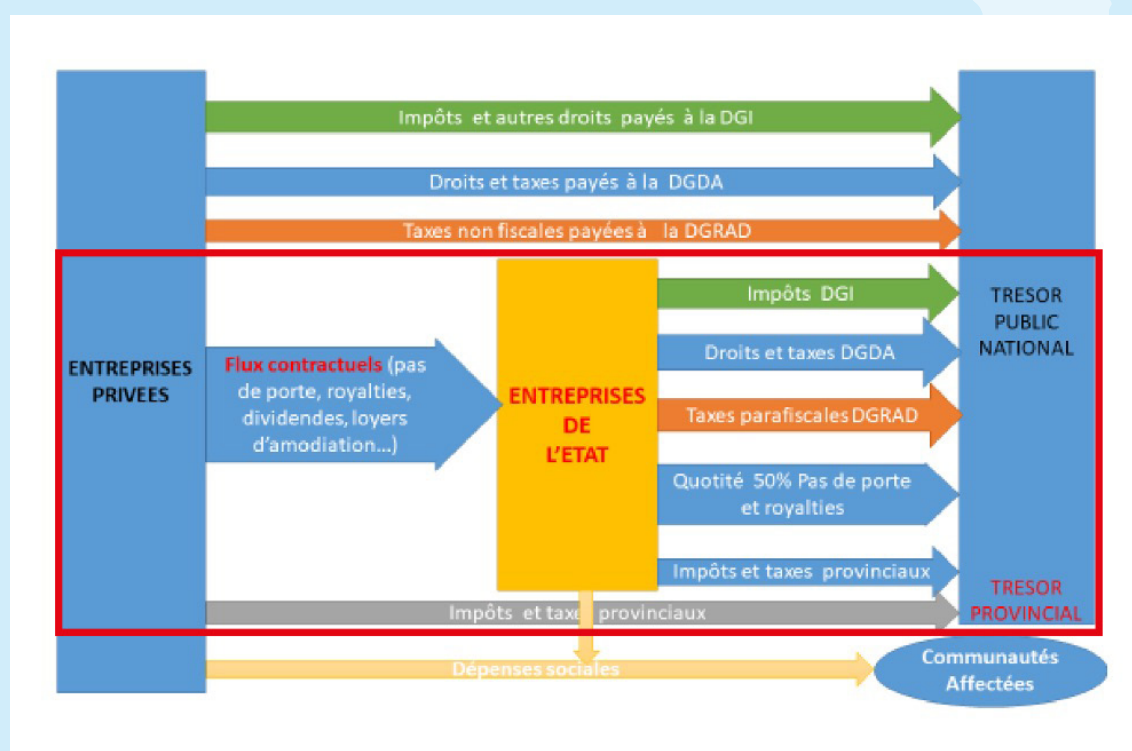 Impôts et autres droits payés à la DGI
Droits et taxes payés à la DGDA
Taxes non fiscales payées à la DGRAD
ENTREPRISES
PRIVEES
Flux contractuels (pas
de porte, royalties,
dividendes, loyers
d'amodiation...)
ENTREPRISES
DE
L'ETAT
Impôts DGI
Droits et taxes DGDA
Taxes parafiscales DGRAD
Quotité 50% Pas de porte
et royalties
Impôts et taxes provinciaux
TRESOR
PUBLIC
NATIONAL
TRESOR
PROVINCIAL
Impôts et taxes provinciaux
Dépenses sociales
Communautés
Affectées